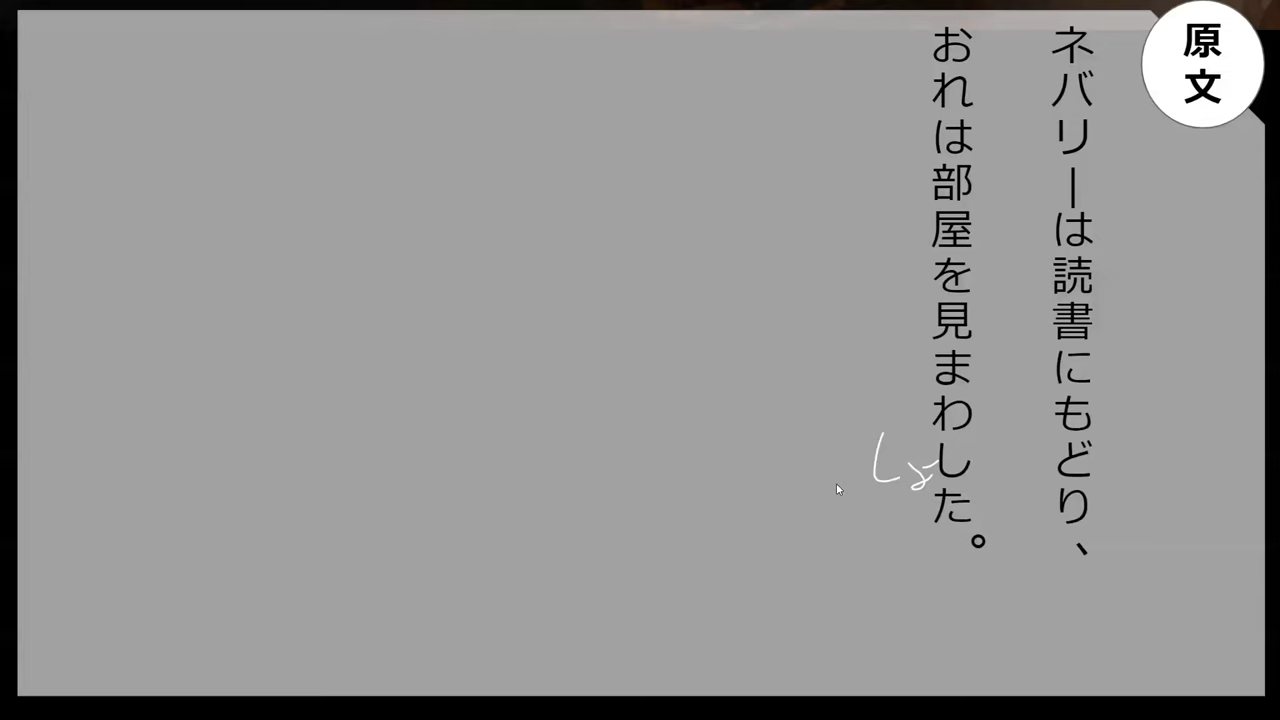 原文
ネバリーは読書にもどり、
おれは部屋を見まわした。